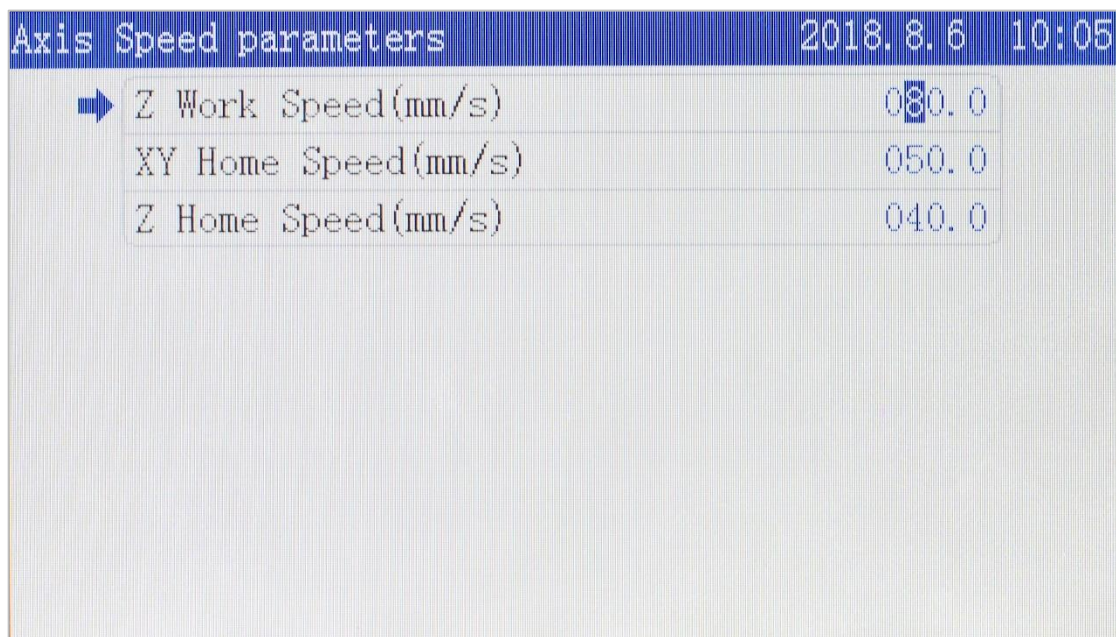 Axis Speed parameters 2018. 8. 6 10:05
Z Work Speed(mm/s) 080. 0
XY Home Speed(mm/s) 050. 0
Z Home Speed(mm/s) 040. 0